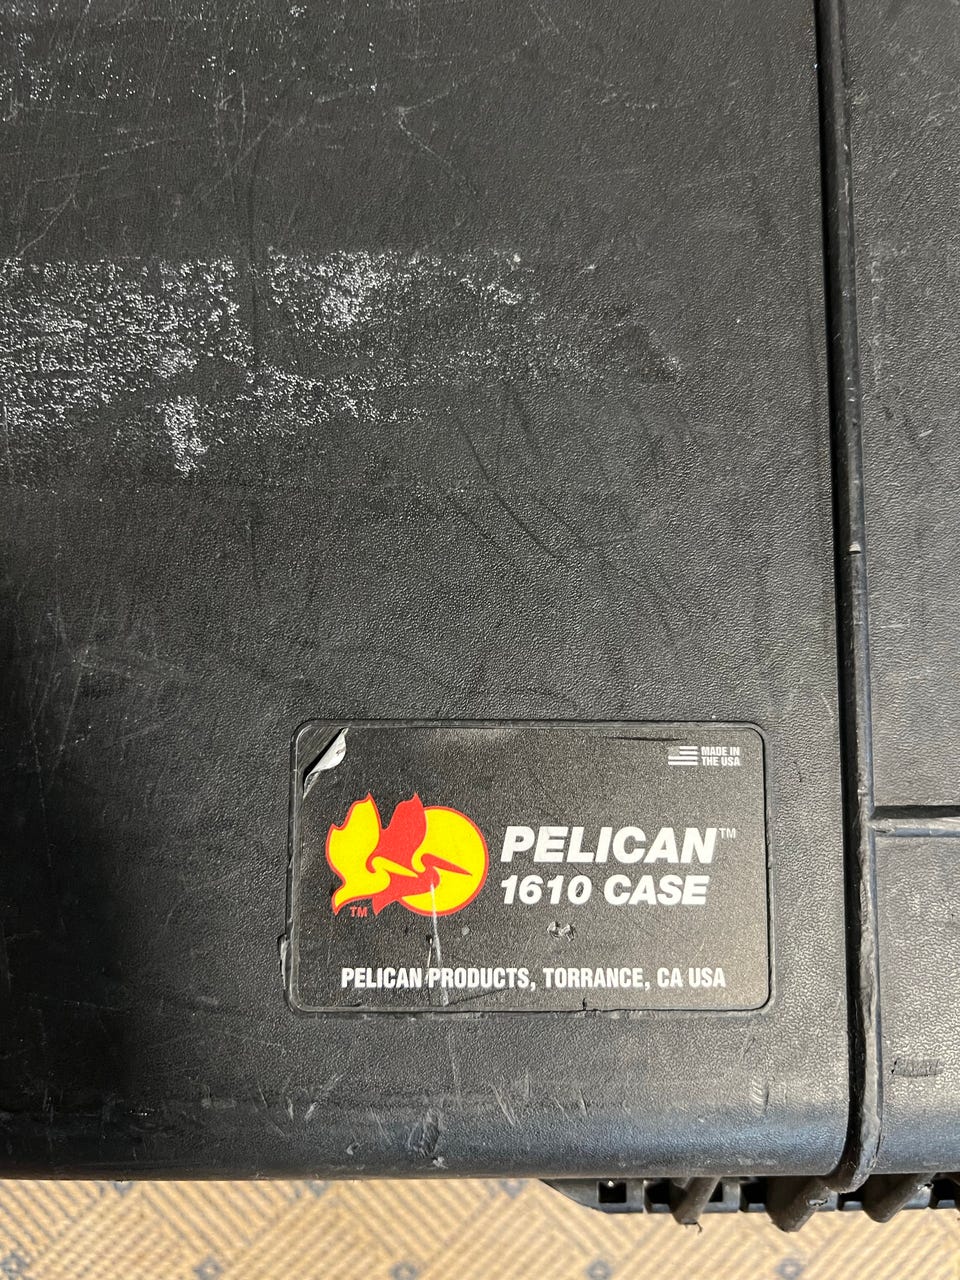 MADE IN
THE USA
PELICAN™
1610 CASE
TM
PELICAN PRODUCTS, TORRANCE, CA USA